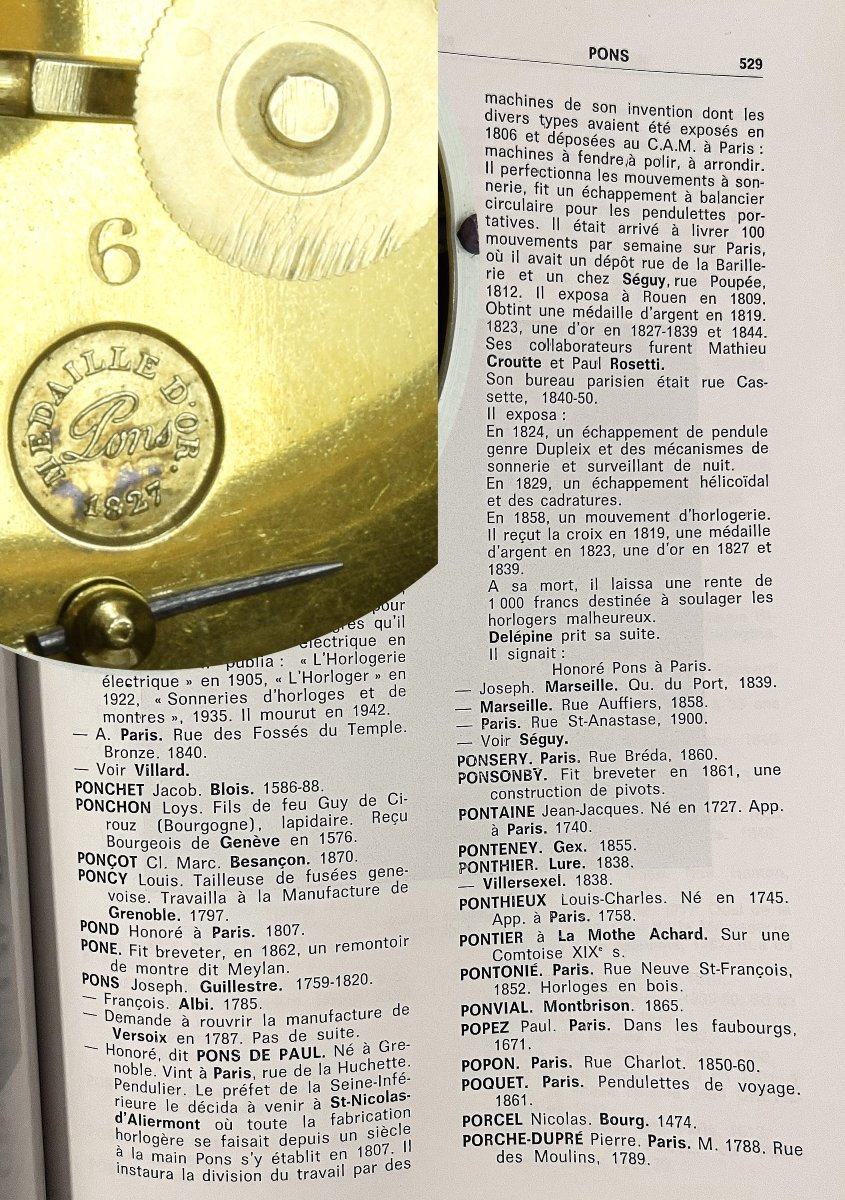 6
MÉDAILLE D'OR.
Pons
1827
PONS
529
pour
grès qu'il
électrique en
publia : « L'Horlogerie
électrique » en 1905, « L'Horloger » en
1922, « Sonneries d'horloges et de
montres », 1935. Il mourut en 1942.
— A. Paris. Rue des Fossés du Temple.
Bronze. 1840.
— Voir Villard.
PONCHET Jacob. Blois. 1586-88.
PONCHON Loys. Fils de feu Guy de Ci-
rouz (Bourgogne), lapidaire. Reçu
Bourgeois de Genève en 1576.
PONÇOT Cl. Marc. Besançon. 1870.
PONCY Louis. Tailleuse de fusées gene-
voise. Travailla à la Manufacture de
Grenoble. 1797.
POND Honoré à Paris. 1807.
PONE. Fit breveter, en 1862, un remontoir
de montre dit Meylan.
PONS Joseph. Guillestre. 1759-1820.
— François. Albi. 1785.
— Demande à rouvrir la manufacture de
Versoix en 1787. Pas de suite.
— Honoré, dit PONS DE PAUL. Né à Gre-
noble. Vint à Paris, rue de la Huchette.
Pendulier. Le préfet de la Seine-Infé-
rieure le décida à venir à St-Nicolas-
d'Aliermont où toute la fabrication
horlogère se faisait depuis un siècle
à la main Pons s'y établit en 1807. Il
instaura la division du travail par des
machines de son invention dont les
divers types avaient été exposés en
1806 et déposées au C.A.M. à Paris :
machines à fendre,à polir, à arrondir.
Il perfectionna les mouvements à son-
nerie, fit un échappement à balancier
circulaire pour les pendulettes por-
tatives. Il était arrivé à livrer 100
mouvements par semaine sur Paris,
où il avait un dépôt rue de la Barille-
rie et un chez Séguy, rue Poupée,
1812. Il exposa à Rouen en 1809.
Obtint une médaille d'argent en 1819.
1823, une d'or en 1827-1839 et 1844.
Ses collaborateurs furent Mathieu
Croutte et Paul Rosetti.
Son bureau parisien était rue Cas-
sette, 1840-50.
Il exposa :
En 1824, un échappement de pendule
genre Dupleix et des mécanismes de
sonnerie et surveillant de nuit.
En 1829, un échappement hélicoïdal
et des cadratures.
En 1858, un mouvement d'horlogerie.
Il reçut la croix en 1819, une médaille
d'argent en 1823, une d'or en 1827 et
1839.
A sa mort, il laissa une rente de
1 000 francs destinée à soulager les
horlogers malheureux.
Delépine prit sa suite.
Il signait :
Honoré Pons à Paris.
— Joseph. Marseille. Qu. du Port, 1839.
— Marseille. Rue Auffiers, 1858.
— Paris. Rue St-Anastase, 1900.
— Voir Séguy.
PONSERY. Paris. Rue Bréda, 1860.
PONSONBY. Fit breveter en 1861, une
construction de pivots.
PONTAINE Jean-Jacques. Né en 1727. App.
à Paris. 1740.
PONTENEY. Gex. 1855.
PONTHIER. Lure. 1838.
— Villersexel. 1838.
PONTHIEUX Louis-Charles. Né en 1745.
App. à Paris. 1758.
PONTIER à La Mothe Achard. Sur une
Comtoise XIXe s.
PONTONIÉ. Paris. Rue Neuve St-François,
1852. Horloges en bois.
PONVIAL. Montbrison. 1865.
POPEZ Paul. Paris. Dans les faubourgs,
1671.
POPON. Paris. Rue Charlot. 1850-60.
POQUET. Paris. Pendulettes de voyage.
1861.
PORCEL Nicolas. Bourg. 1474.
PORCHE-DUPRÉ Pierre. Paris. M. 1788. Rue
des Moulins, 1789.